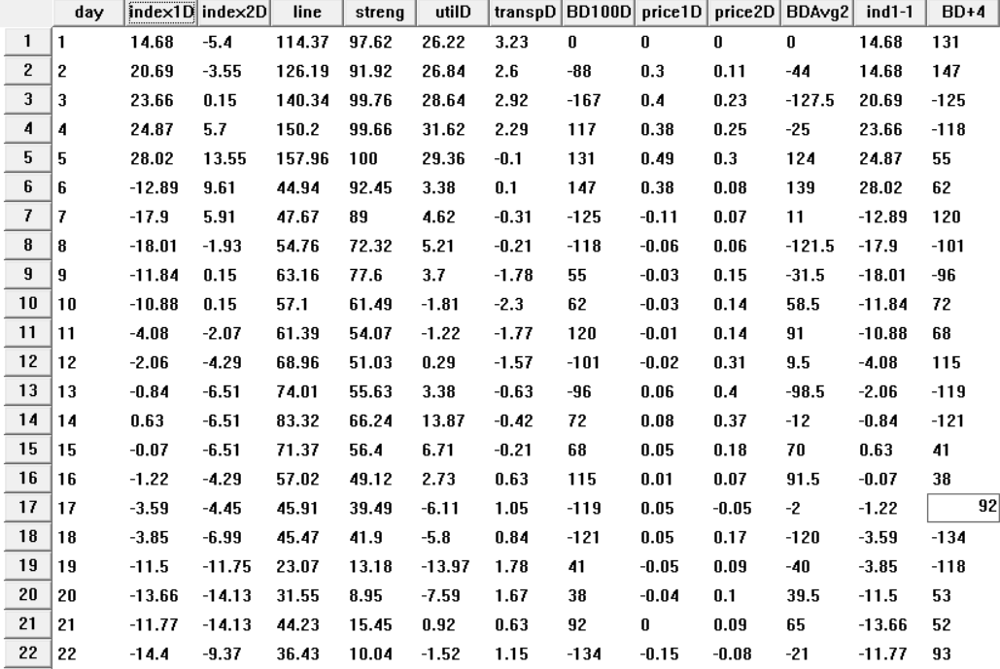 day index1D index2D line streng utilD transpD BD100D price1D price2D BDAvg2 ind1-1 BD+4
1 1 14.68 -5.4 114.37 97.62 26.22 3.23 0 0 0 0 14.68 131
2 2 20.69 -3.55 126.19 91.92 26.84 2.6 -88 0.3 0.11 -44 14.68 147
3 3 23.66 0.15 140.34 99.76 28.64 2.92 -167 0.4 0.23 -127.5 20.69 -125
4 4 24.87 5.7 150.2 99.66 31.62 2.29 117 0.38 0.25 -25 23.66 -118
5 5 28.02 13.55 157.96 100 29.36 -0.1 131 0.49 0.3 124 24.87 55
6 6 -12.89 9.61 44.94 92.45 3.38 0.1 147 0.38 0.08 139 28.02 62
7 7 -17.9 5.91 47.67 89 4.62 -0.31 -125 -0.11 0.07 11 -12.89 120
8 8 -18.01 -1.93 54.76 72.32 5.21 -0.21 -118 -0.06 0.06 -121.5 -17.9 -101
9 9 -11.84 0.15 63.16 77.6 3.7 -1.78 55 -0.03 0.15 -31.5 -18.01 -96
10 10 -10.88 0.15 57.1 61.49 -1.81 -2.3 62 -0.03 0.14 58.5 -11.84 72
11 11 -4.08 -2.07 61.39 54.07 -1.22 -1.77 120 -0.01 0.14 91 -10.88 68
12 12 -2.06 -4.29 68.96 51.03 0.29 -1.57 -101 -0.02 0.31 9.5 -4.08 115
13 13 -0.84 -6.51 74.01 55.63 3.38 -0.63 -96 0.06 0.4 -98.5 -2.06 -119
14 14 0.63 -6.51 83.32 66.24 13.87 -0.42 72 0.08 0.37 -12 -0.84 -121
15 15 -0.07 -6.51 71.37 56.4 6.71 -0.21 68 0.05 0.18 70 0.63 41
16 16 -1.22 -4.29 57.02 49.12 2.73 0.63 115 0.01 0.07 91.5 -0.07 38
17 17 -3.59 -4.45 45.91 39.49 -6.11 1.05 -119 0.05 -0.05 -2 -1.22 92
18 18 -3.85 -6.99 45.47 41.9 -5.8 0.84 -121 0.05 0.17 -120 -3.59 -134
19 19 -11.5 -11.75 23.07 13.18 -13.97 1.78 41 -0.05 0.09 -40 -3.85 -118
20 20 -13.66 -14.13 31.55 8.95 -7.59 1.67 38 -0.04 0.1 39.5 -11.5 53
21 21 -11.77 -14.13 44.23 15.45 0.92 0.63 92 0 0.09 65 -13.66 52
22 22 -14.4 -9.37 36.43 10.04 -1.52 1.15 -134 -0.15 -0.08 -21 -11.77 93